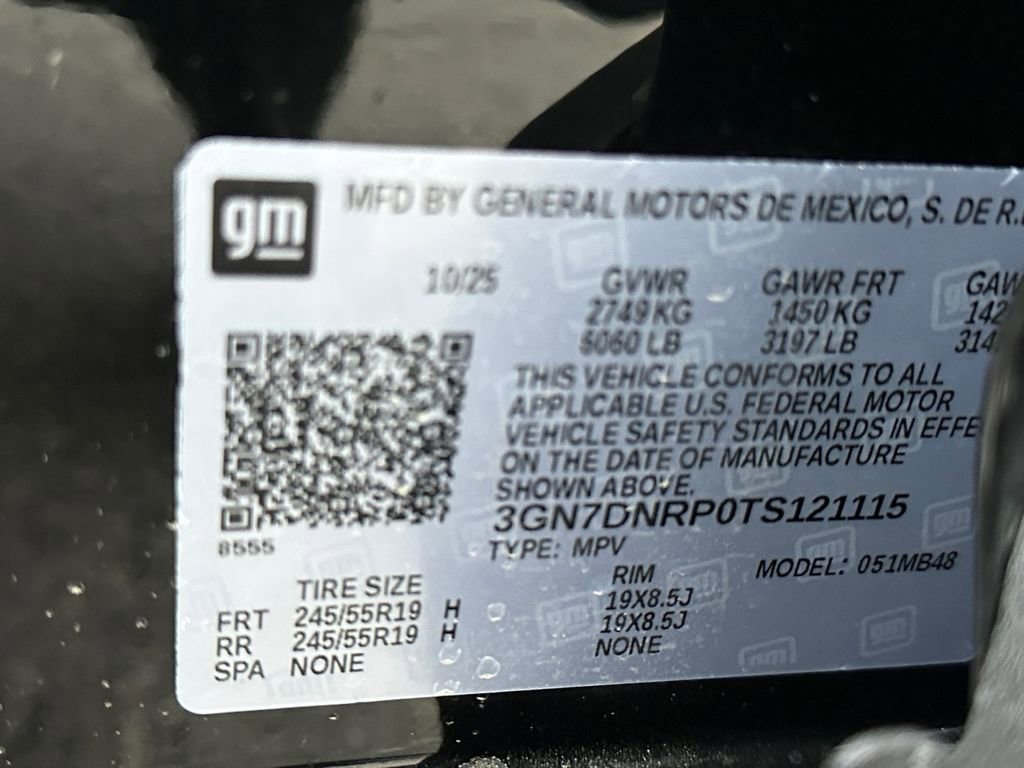 gm
MFD BY GENERAL MOTORS DE MEXICO, S. DE R.
10/25 GVWR GAWR FRT GAW
2749 KG 1450 KG 142
6060 LB 3197 LB 314
THIS VEHICLE CONFORMS TO ALL
APPLICABLE U.S. FEDERAL MOTOR
VEHICLE SAFETY STANDARDS IN EFFE
ON THE DATE OF MANUFACTURE
SHOWN ABOVE.
3GN7DNRP0TS121115
8555
TYPE: MPV MODEL: 051MB48
TIRE SIZE RIM
FRT 245/55R19 H 19X8.5J
RR 245/55R19 H 19X8.5J
SPA NONE NONE